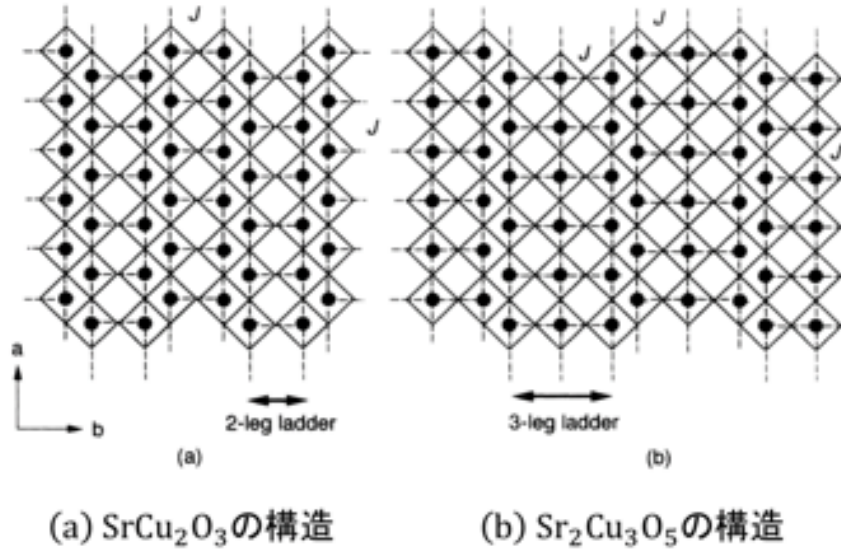 J
J
J
J
J
a
b
2-leg ladder
3-leg ladder
(a)
(b)
(a) SrCu₂O₃の構造
(b) Sr₂Cu₃O₅の構造